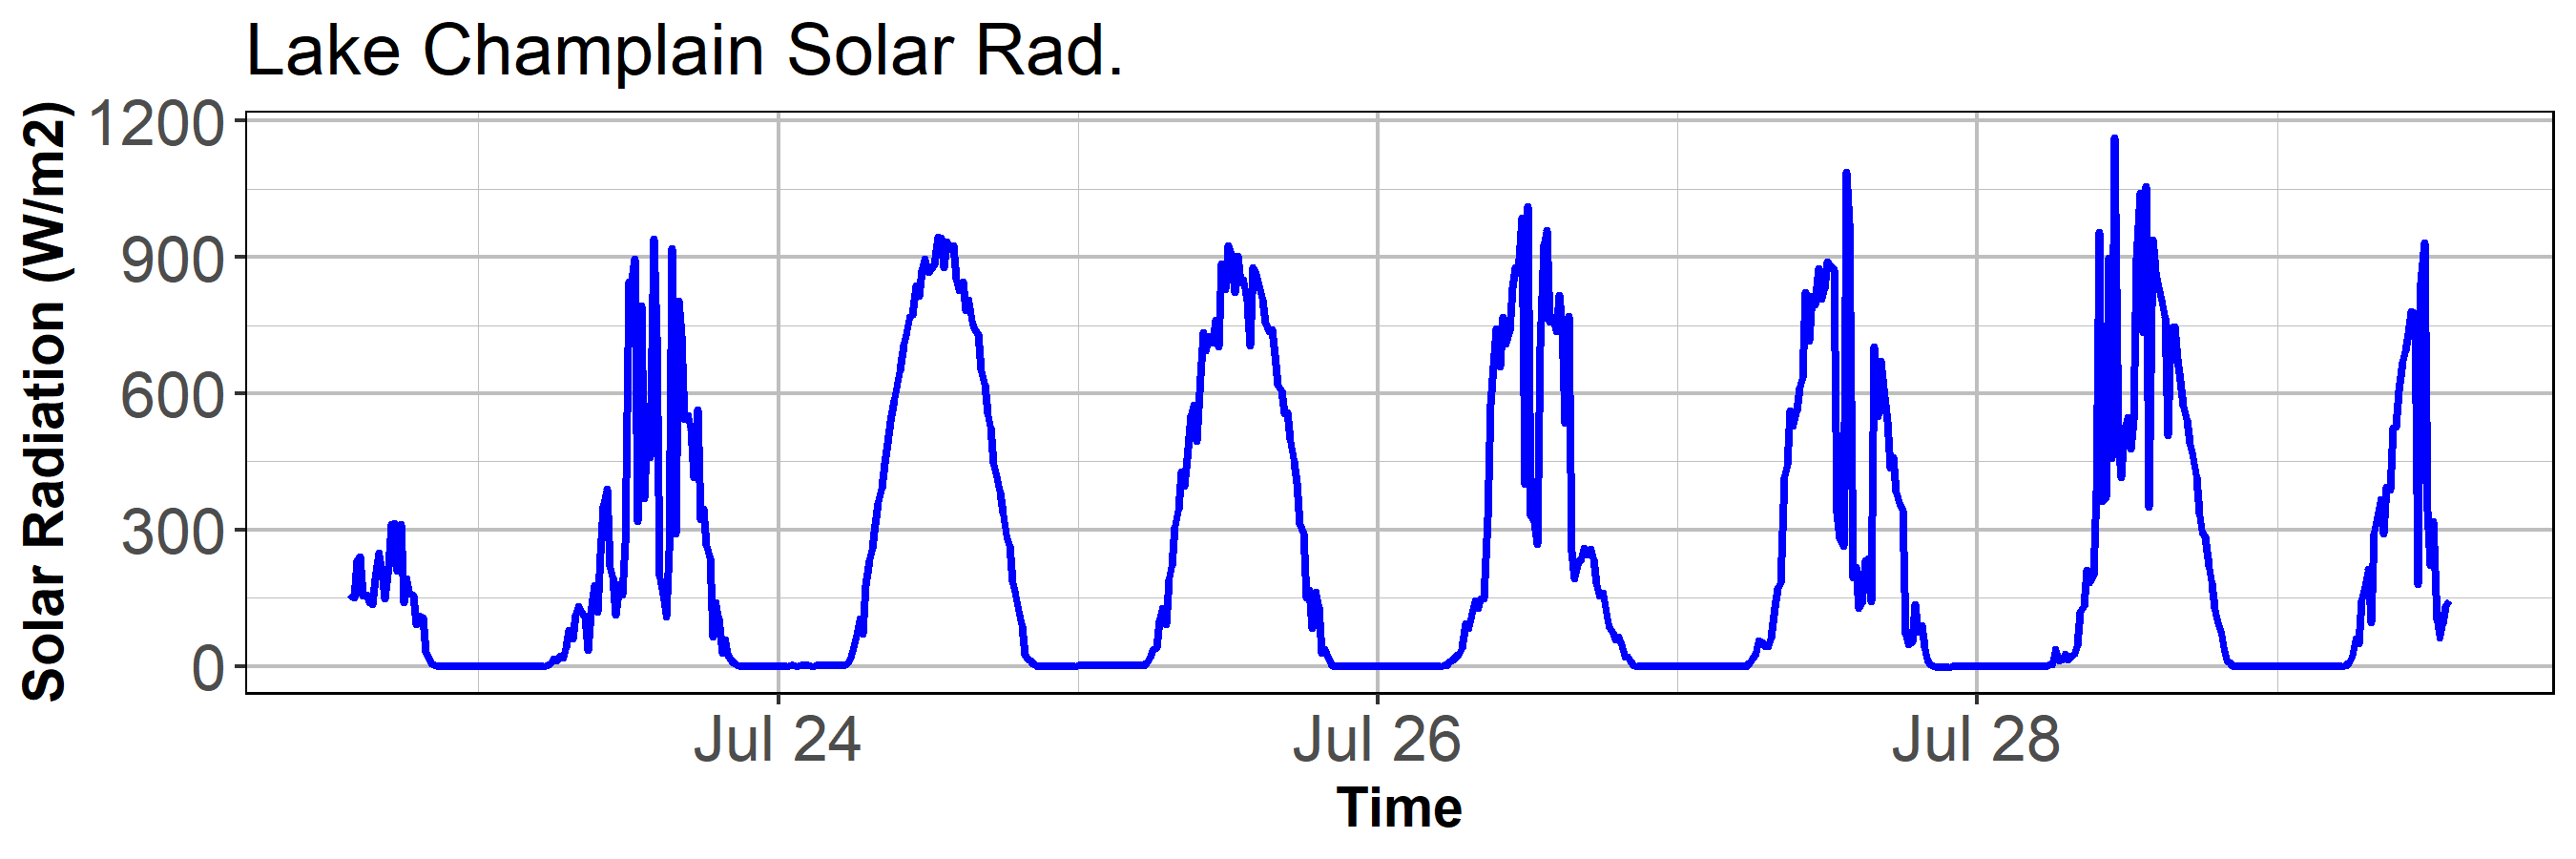 Lake Champlain Solar Rad.
Solar Radiation (W/m2)
1200
900
600
300
0
Jul 24
Jul 26
Jul 28
Time